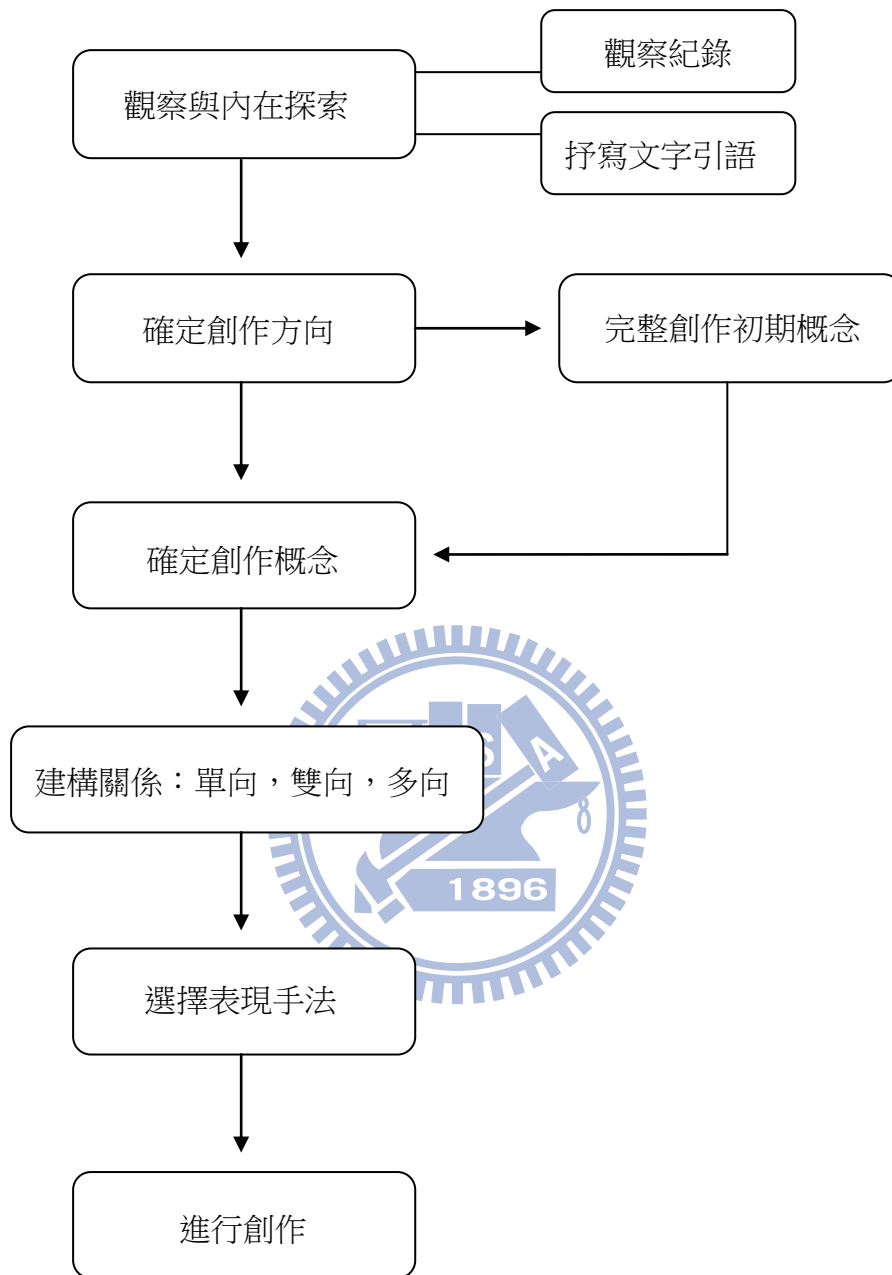 觀察紀錄
觀察與內在探索
抒寫文字引語
確定創作方向
完整創作初期概念
確定創作概念
建構關係：單向，雙向，多向
S
A
1896
選擇表現手法
進行創作